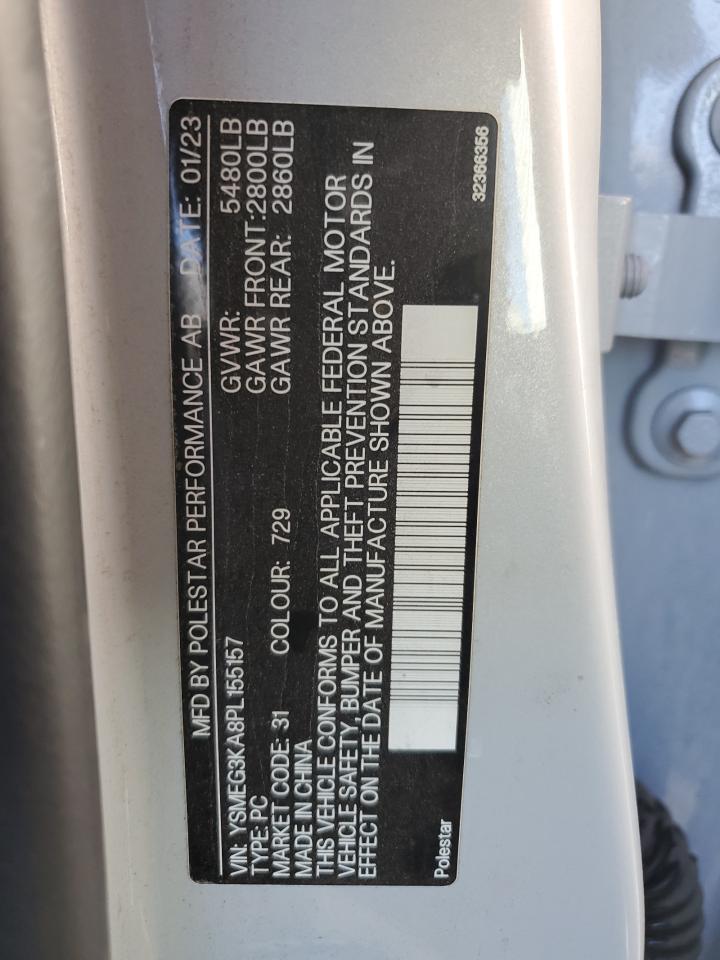 MFD BY POLESTAR PERFORMANCE AB DATE: 01/23
VIN: YSMEG3KA8PL155157 GVWR: 5480LB
TYPE: PC GAWR FRONT: 2800LB
MARKET CODE: 31 COLOUR: 729 GAWR REAR: 2860LB
MADE IN CHINA
THIS VEHICLE CONFORMS TO ALL APPLICABLE FEDERAL MOTOR
VEHICLE SAFETY, BUMPER AND THEFT PREVENTION STANDARDS IN
EFFECT ON THE DATE OF MANUFACTURE SHOWN ABOVE.
Polestar 32366356